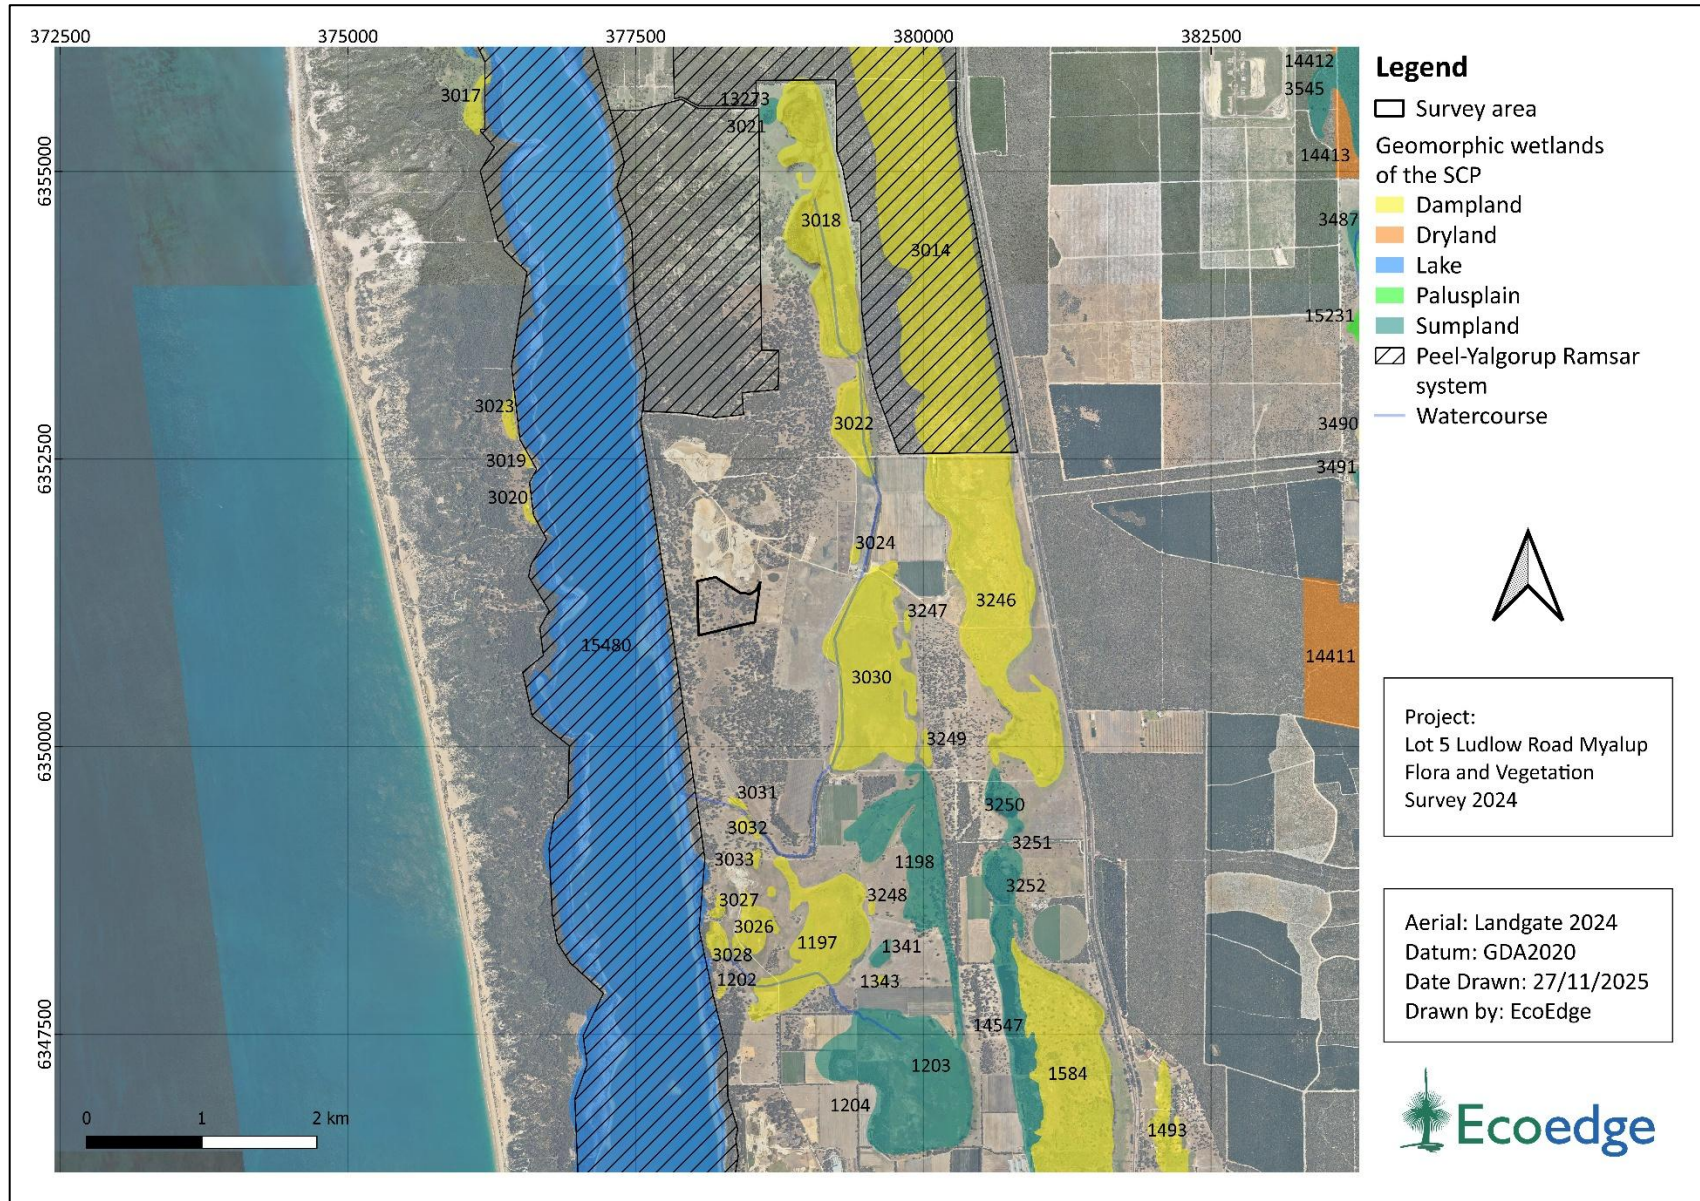 372500
375000
377500
380000
382500
6355000
6352500
6350000
6347500
3017
13273
3021
3018
3014
14412
3545
14413
3487
15231
3490
3491
3023
3019
3020
3022
3024
3246
3247
15480
3030
14411
3249
3031
3032
3033
3250
3251
1198
3252
3027
3248
3026
1197
1341
3028
1202
1343
14547
1203
1584
1204
1493
0 1 2 km
Legend
Survey area
Geomorphic wetlands
of the SCP
Dampland
Dryland
Lake
Palusplain
Sumpland
Peel-Yalgorup Ramsar
system
Watercourse
Project:
Lot 5 Ludlow Road Myalup
Flora and Vegetation
Survey 2024
Aerial: Landgate 2024
Datum: GDA2020
Date Drawn: 27/11/2025
Drawn by: EcoEdge
Ecoedge